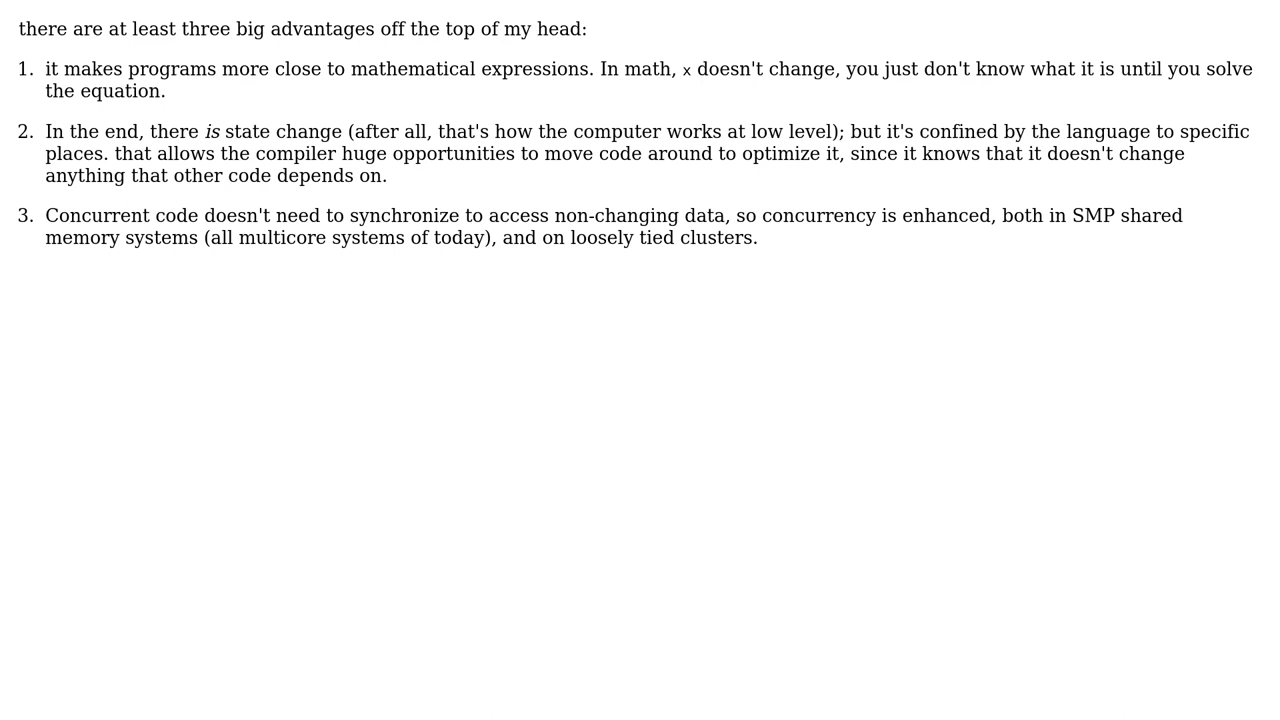 there are at least three big advantages off the top of my head:
1. it makes programs more close to mathematical expressions. In math, x doesn't change, you just don't know what it is until you solve
the equation.
2. In the end, there is state change (after all, that's how the computer works at low level); but it's confined by the language to specific
places. that allows the compiler huge opportunities to move code around to optimize it, since it knows that it doesn't change
anything that other code depends on.
3. Concurrent code doesn't need to synchronize to access non-changing data, so concurrency is enhanced, both in SMP shared
memory systems (all multicore systems of today), and on loosely tied clusters.